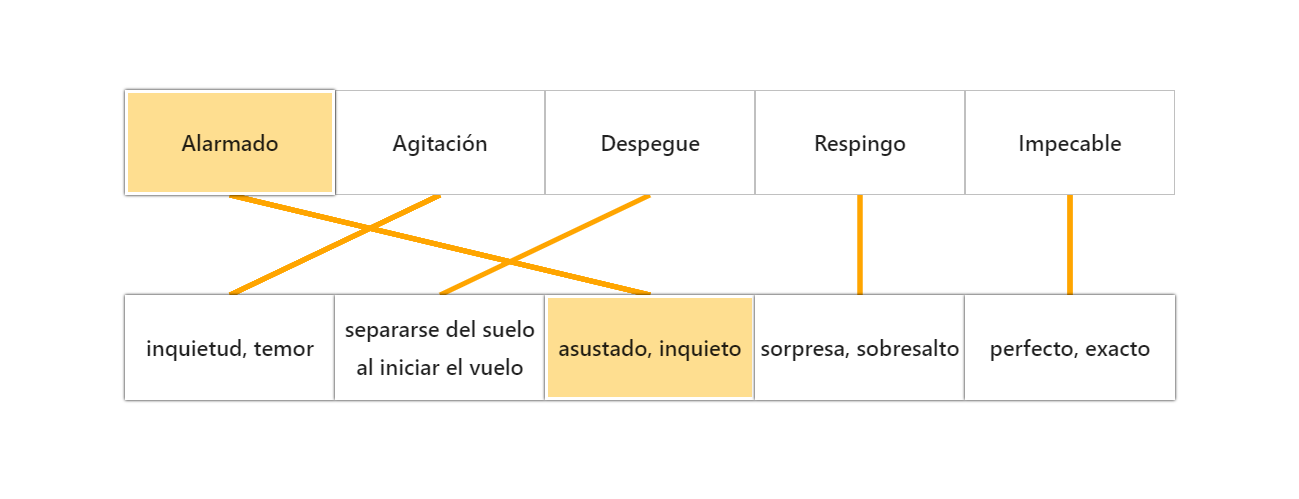 Alarmado
Agitación
Despegue
Respingo
Impecable
inquietud, temor
separarse del suelo
al iniciar el vuelo
asustado, inquieto
sorpresa, sobresalto
perfecto, exacto